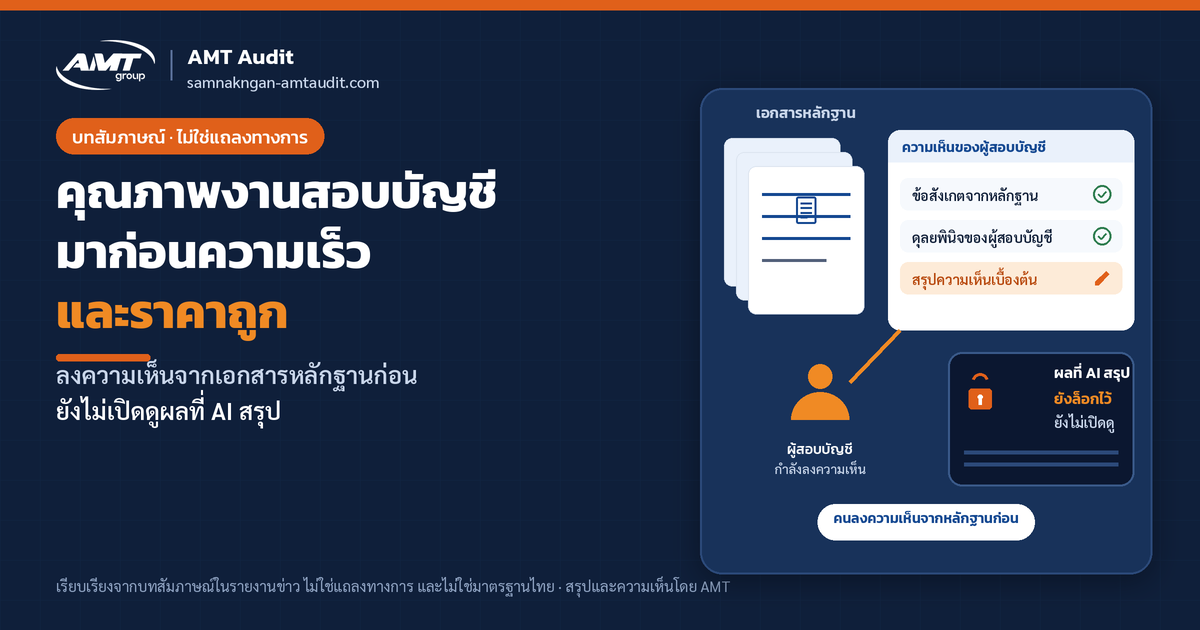 AMT
group
AMT Audit
samnakngan-amtaudit.com
บทสัมภาษณ์ · ไม่ใช่แถลงทางการ
คุณภาพงานสอบบัญชี
มาก่อนความเร็ว
และราคาถูก
ลงความเห็นจากเอกสารหลักฐานก่อน
ยังไม่เปิดดูผลที่ AI สรุป
เอกสารหลักฐาน
ความเห็นของผู้สอบบัญชี
ข้อสังเกตจากหลักฐาน
ดุลยพินิจของผู้สอบบัญชี
สรุปความเห็นเบื้องต้น
ผลที่ AI สรุป
ยังล็อกไว้
ยังไม่เปิดดู
ผู้สอบบัญชี
กำลังลงความเห็น
คนลงความเห็นจากหลักฐานก่อน
เรียบเรียงจากบทสัมภาษณ์ในรายงานข่าว ไม่ใช่แถลงทางการ และไม่ใช่มาตรฐานไทย · สรุปและความเห็นโดย AMT